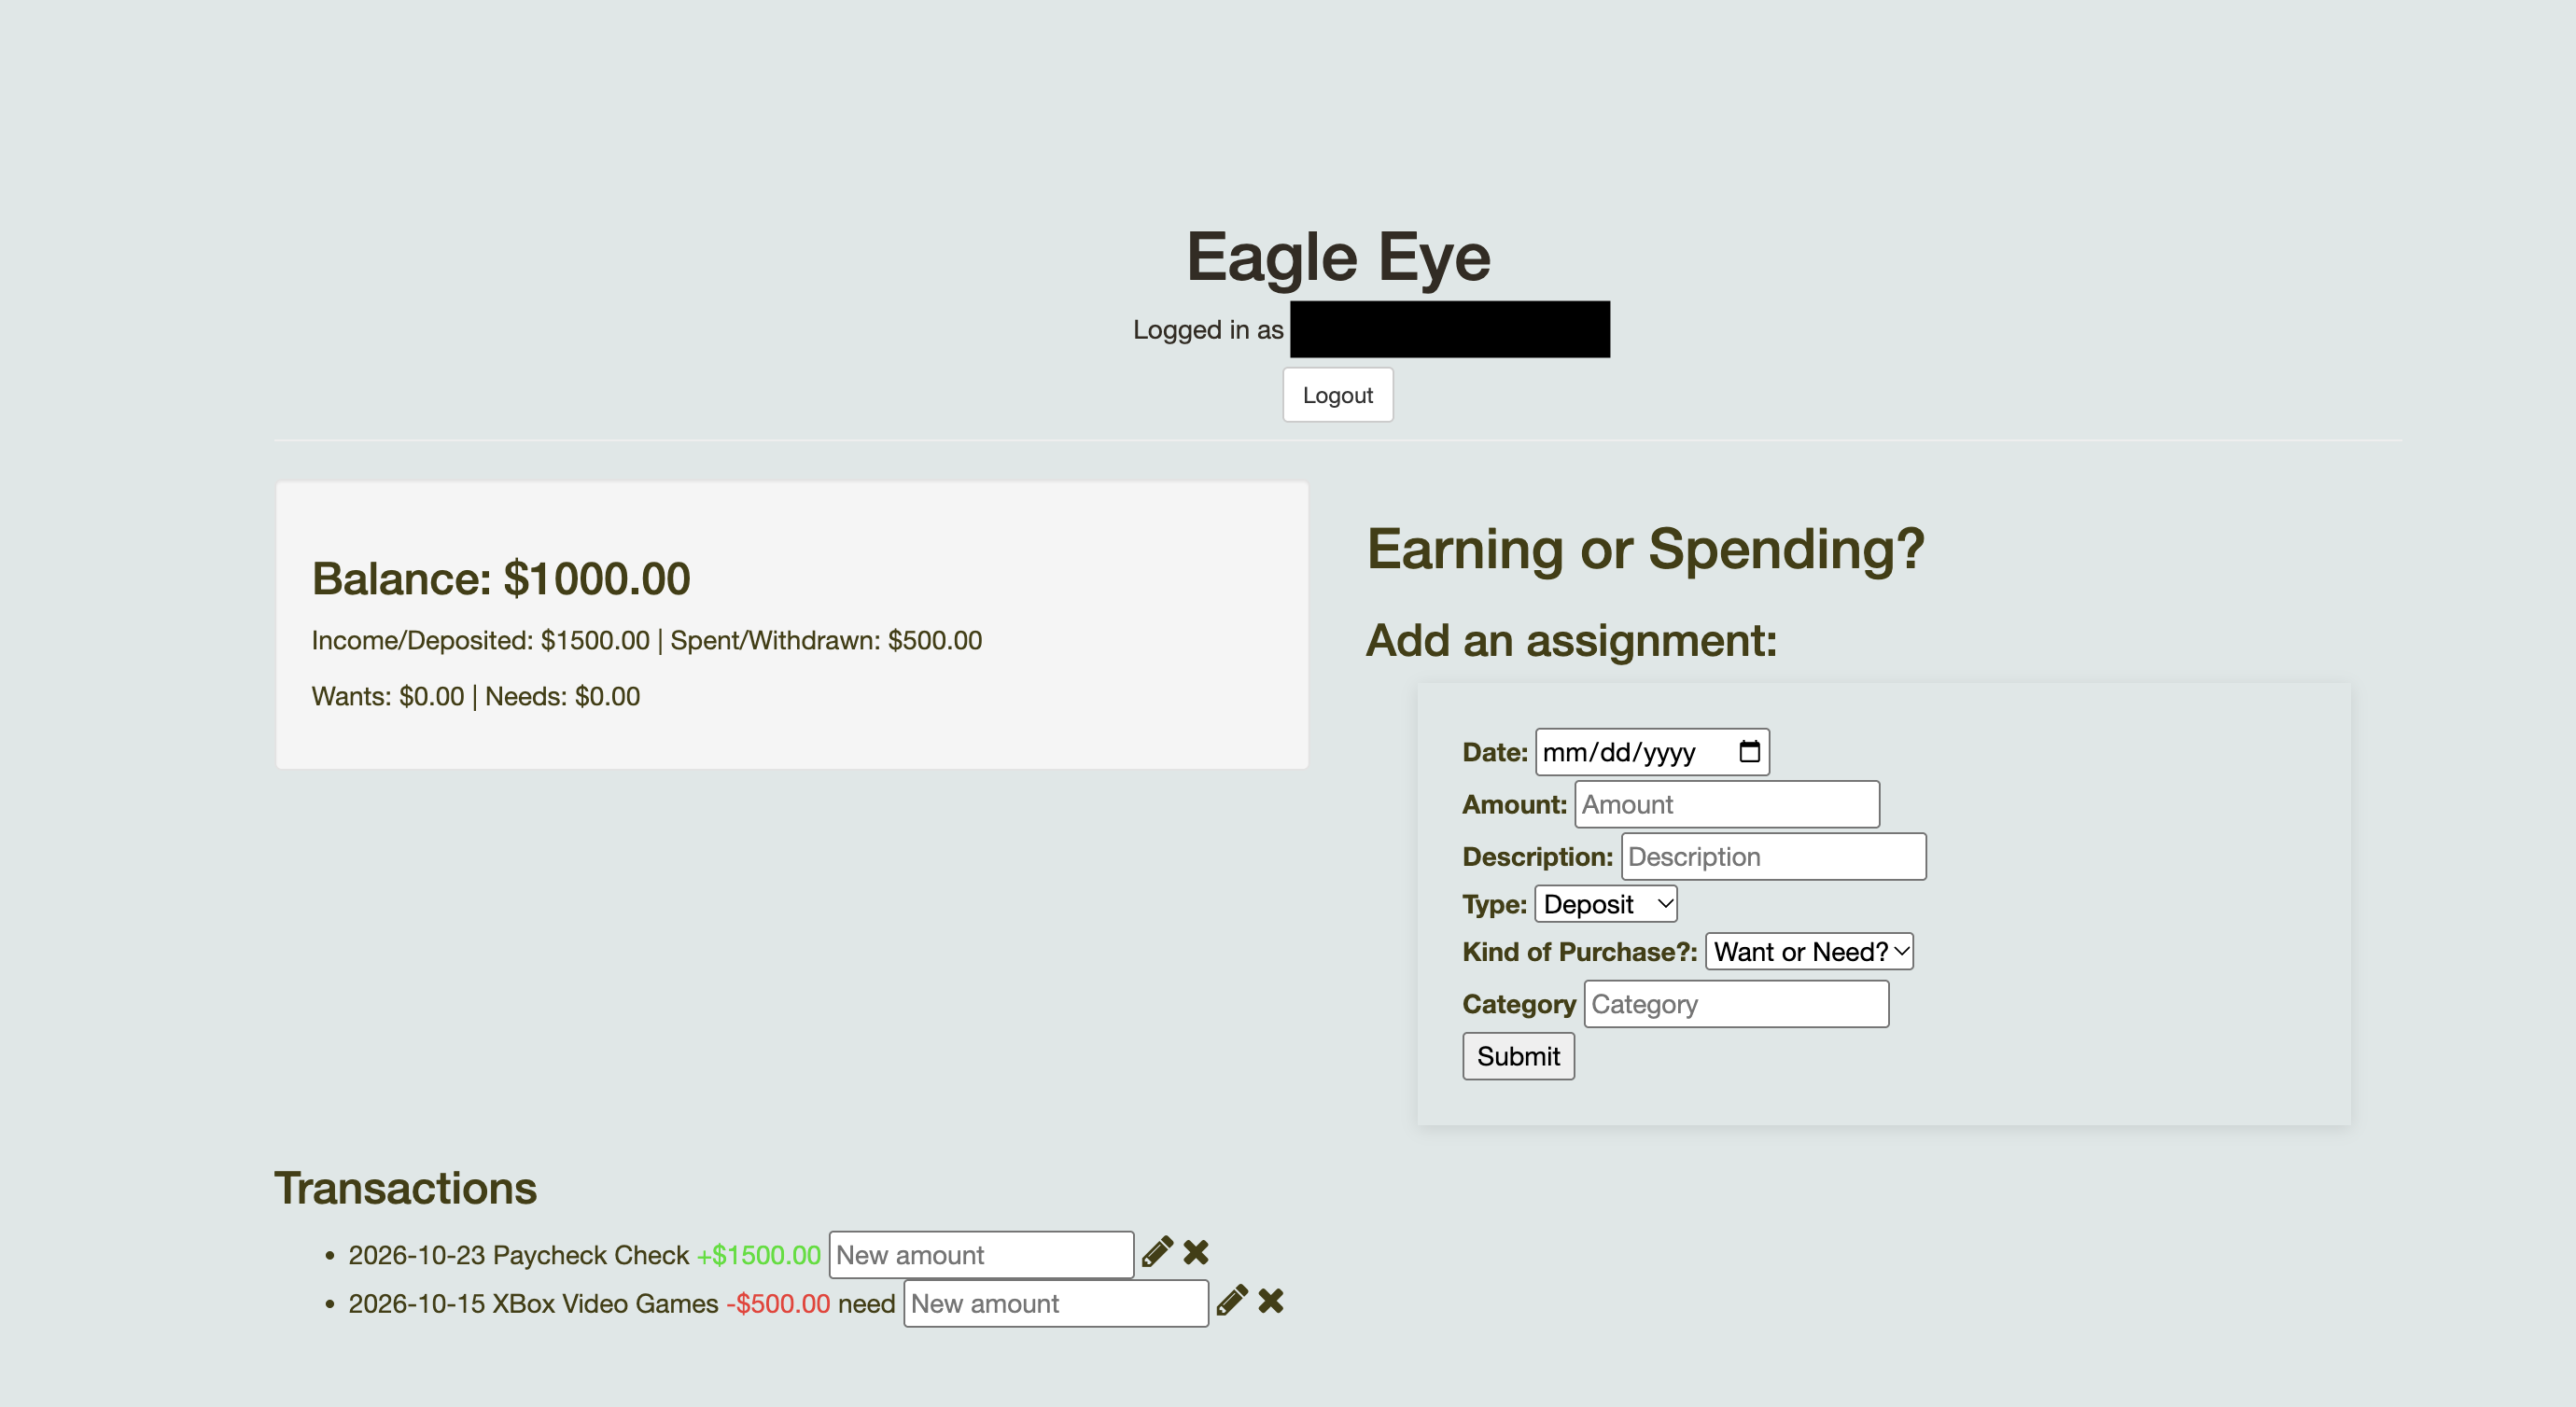 Eagle Eye
Logged in as
Logout
Balance: $1000.00
Income/Deposited: $1500.00 | Spent/Withdrawn: $500.00
Wants: $0.00 | Needs: $0.00
Earning or Spending?
Add an assignment:
Date: mm/dd/yyyy
Amount: Amount
Description: Description
Type: Deposit
Kind of Purchase?: Want or Need?
Category Category
Submit
Transactions
• 2026-10-23 Paycheck Check +$1500.00 New amount
• 2026-10-15 XBox Video Games -$500.00 need New amount